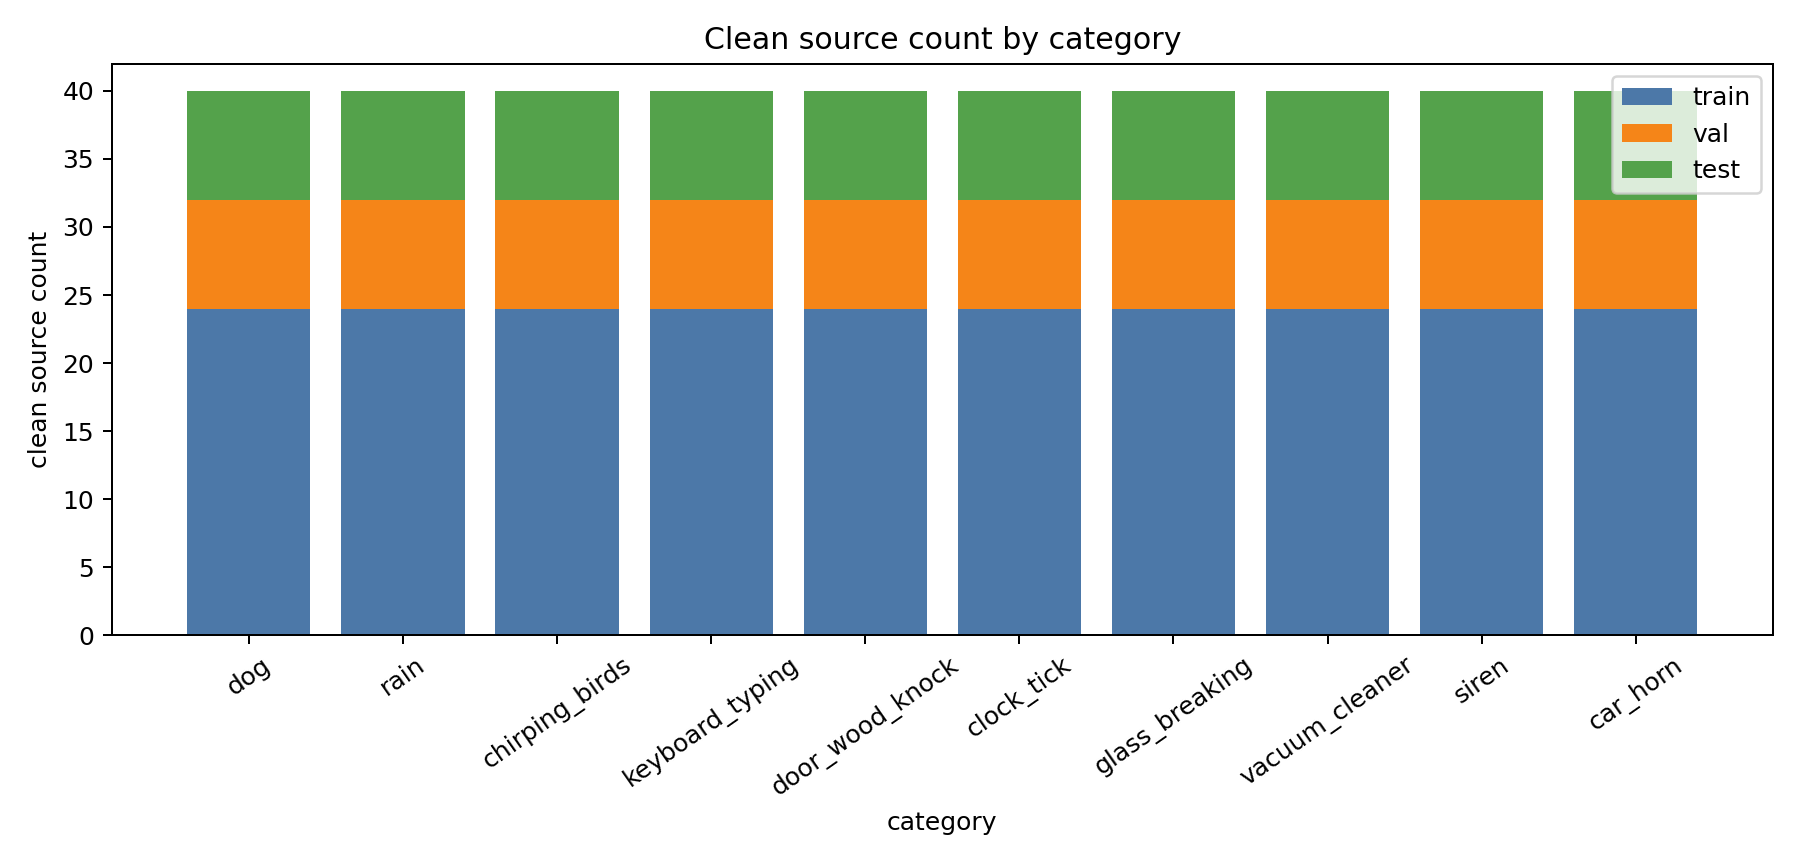 Clean source count by category
clean source count
40
35
30
25
20
15
10
5
0
train
val
test
dog
rain
chirping_birds
keyboard_typing
door_wood_knock
clock_tick
glass_breaking
vacuum_cleaner
siren
car_horn
category